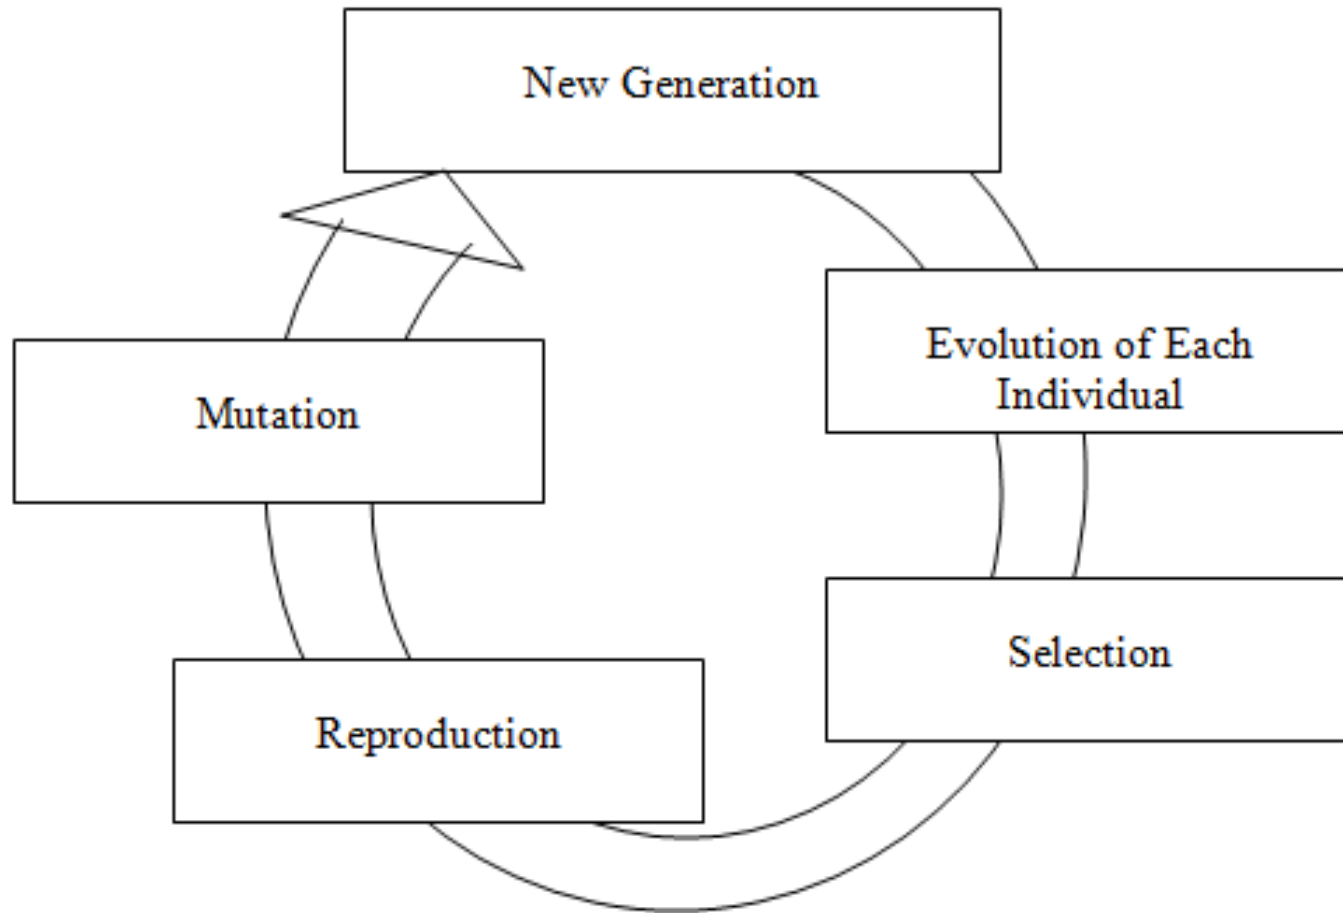 New Generation
Evolution of Each
Individual
Mutation
Selection
Reproduction